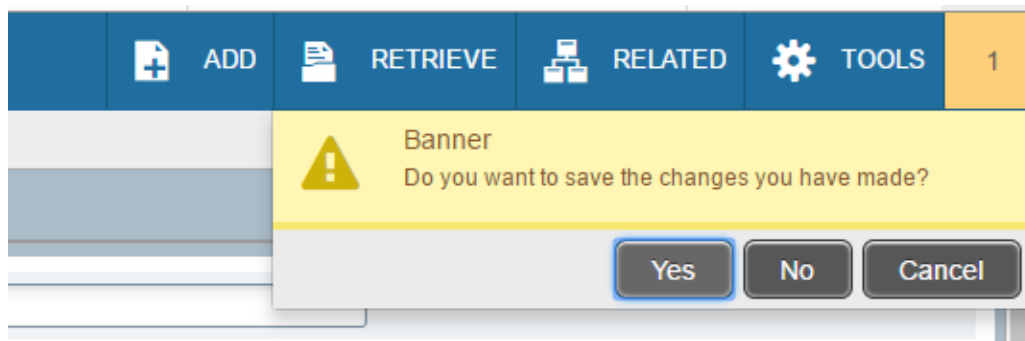 ADD RETRIEVE RELATED TOOLS 1
Banner
Do you want to save the changes you have made?
Yes No Cancel